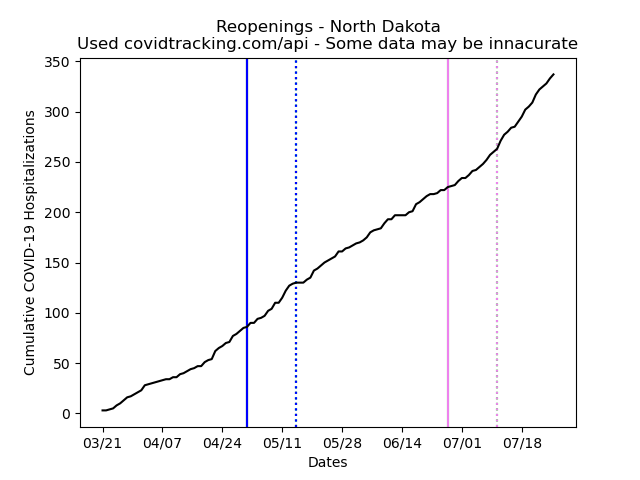 Reopenings - North Dakota
Used covidtracking.com/api - Some data may be innacurate
Cumulative COVID-19 Hospitalizations
350
300
250
200
150
100
50
0
03/21 04/07 04/24 05/11 05/28 06/14 07/01 07/18
Dates